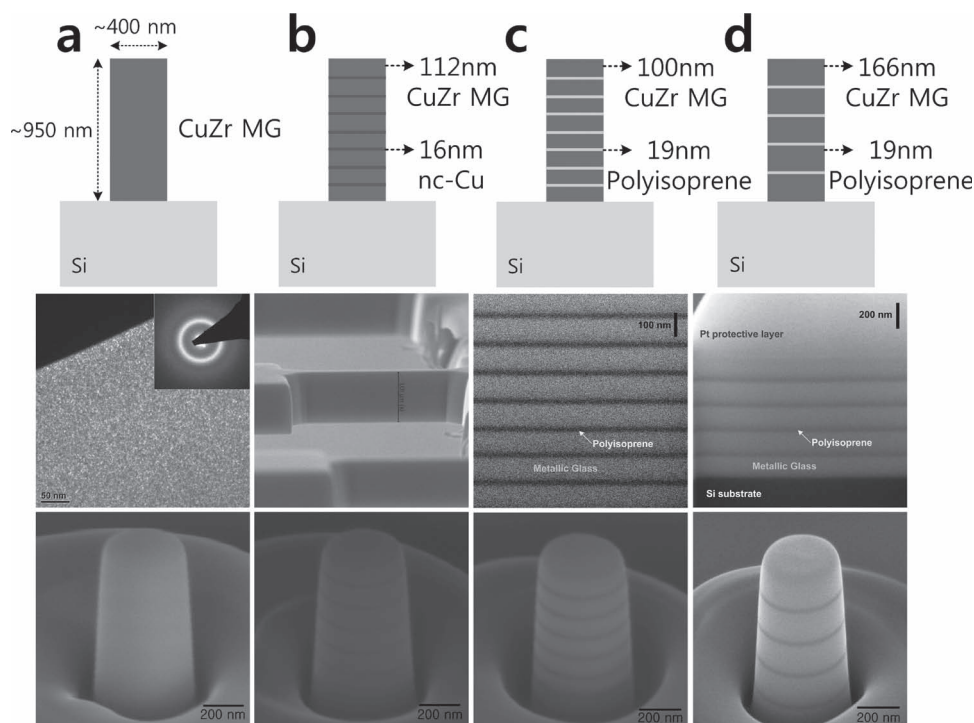 a
b
c
d
~400 nm
~950 nm
CuZr MG
Si
112nm
CuZr MG
16nm
nc-Cu
Si
100nm
CuZr MG
19nm
Polyisoprene
Si
166nm
CuZr MG
19nm
Polyisoprene
Si
50 nm
100 nm
Polyisoprene
Metallic Glass
200 nm
Pt protective layer
Polyisoprene
Metallic Glass
Si substrate
200 nm
200 nm
200 nm
200 nm